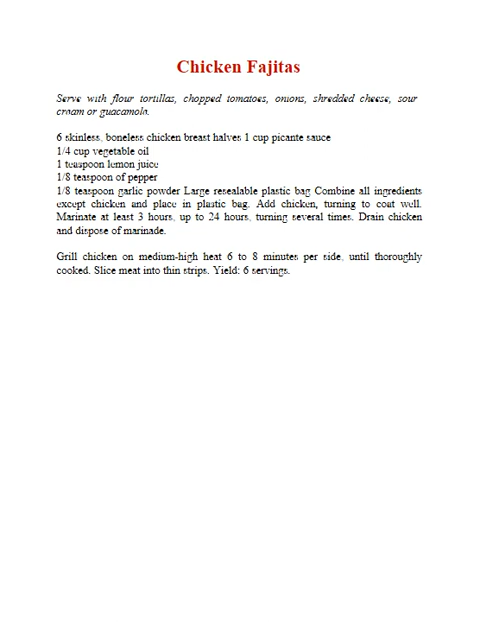 Chicken Fajitas
Serve with flour tortillas, chopped tomatoes, onions, shredded cheese, sour
cream or guacamole.
6 skinless, boneless chicken breast halves 1 cup picante sauce
1/4 cup vegetable oil
1 teaspoon lemon juice
1/8 teaspoon of pepper
1/8 teaspoon garlic powder Large resealable plastic bag Combine all ingredients
except chicken and place in plastic bag. Add chicken, turning to coat well.
Marinate at least 3 hours, up to 24 hours, turning several times. Drain chicken
and dispose of marinade.
Grill chicken on medium-high heat 6 to 8 minutes per side, until thoroughly
cooked. Slice meat into thin strips. Yield: 6 servings.